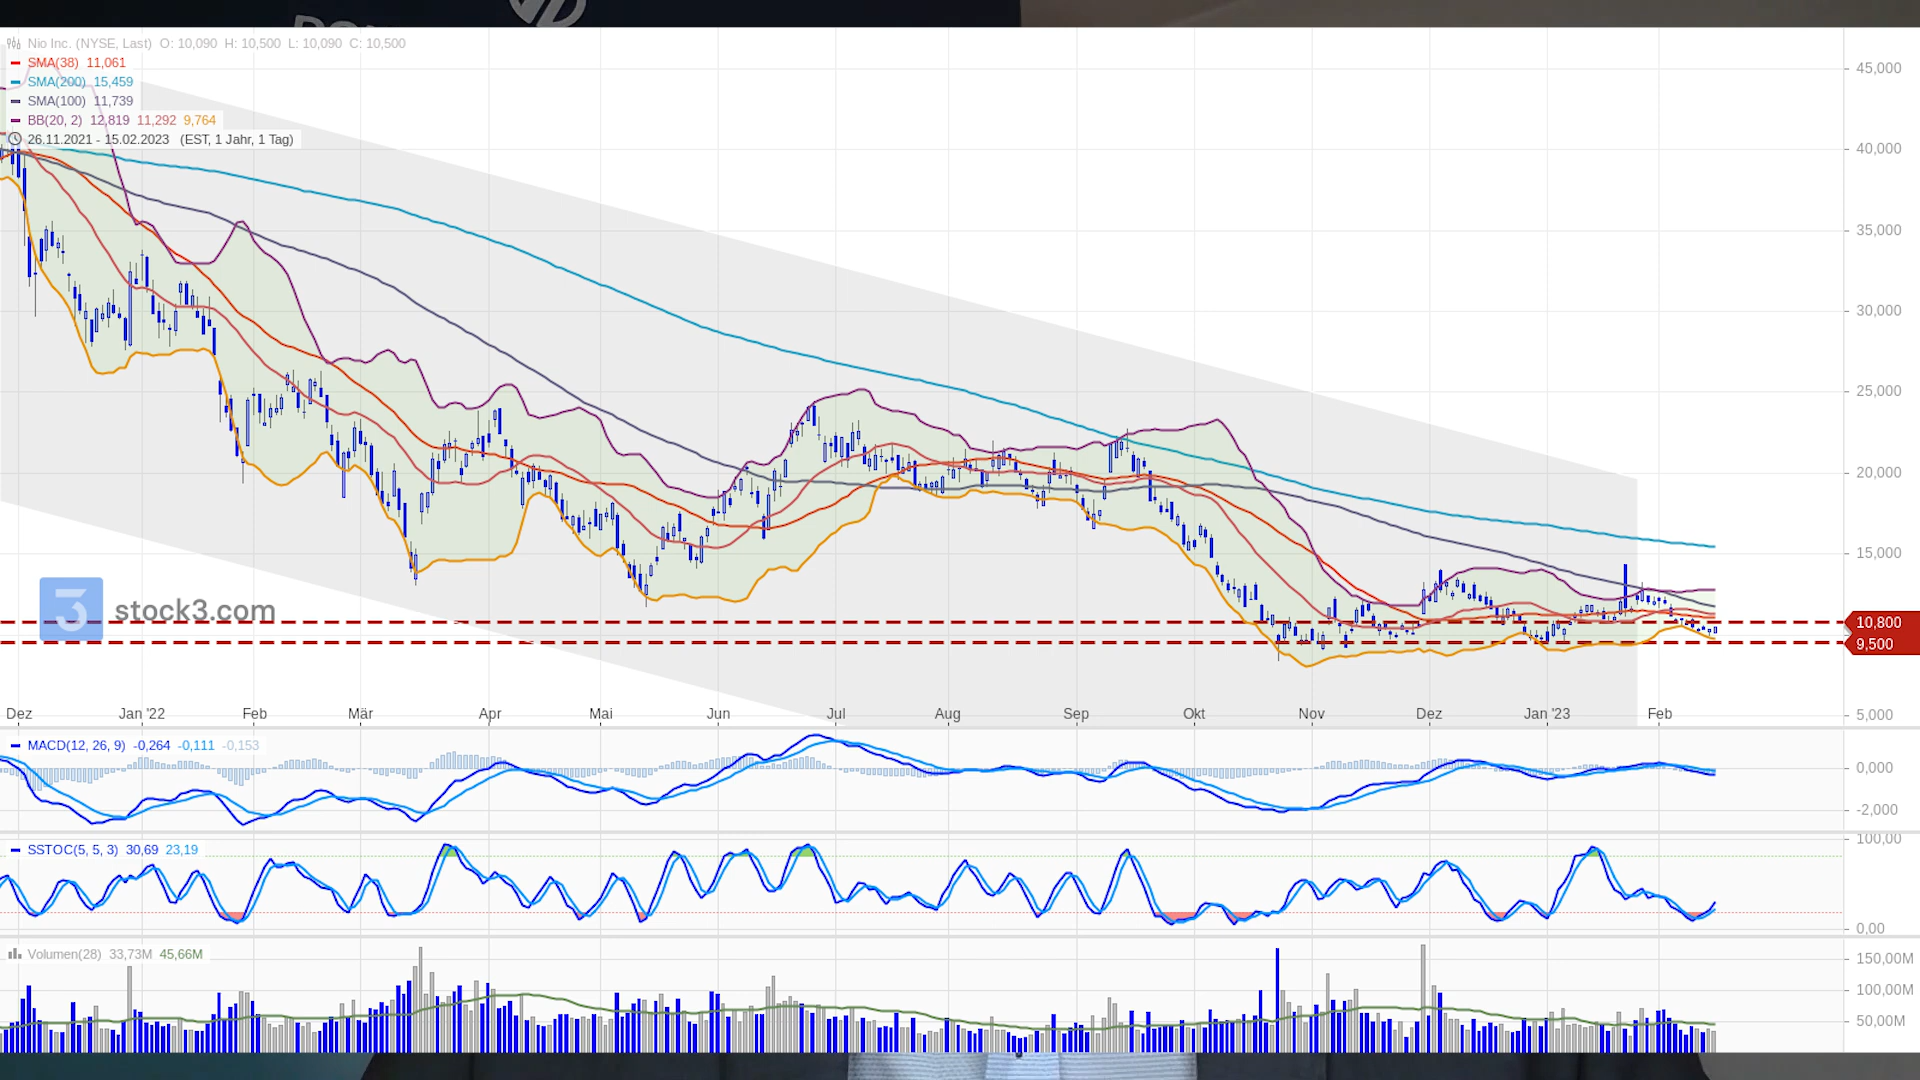 Nio Inc. (NYSE, Last) O: 10,090 H: 10,500 L: 10,090 C: 10,500
SMA(38) 11,061
SMA(200) 15,459
SMA(100) 11,739
BB(20, 2) 12,819 11,292 9,764
26.11.2021 - 15.02.2023 (EST, 1 Jahr, 1 Tag)
45,000
40,000
35,000
30,000
25,000
20,000
15,000
10,800
9,500
5,000
3 stock3.com
Dez Jan '22 Feb Mär Apr Mai Jun Jul Aug Sep Okt Nov Dez Jan '23 Feb
MACD(12, 26, 9) -0,264 -0,111 -0,153
0,000
-2,000
SSTOC(5, 5, 3) 30,69 23,19
100,00
0,00
Volumen(28) 33,73M 45,66M
150,00M
100,00M
50,00M